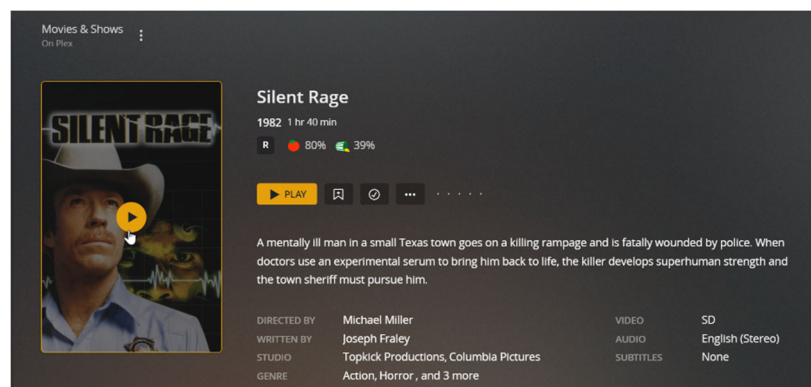 Movies & Shows
On Plex
SILENT RAGE
Silent Rage
1982 1 hr 40 min
R 80% 39%
PLAY
A mentally ill man in a small Texas town goes on a killing rampage and is fatally wounded by police. When
doctors use an experimental serum to bring him back to life, the killer develops superhuman strength and
the town sheriff must pursue him.
DIRECTED BY Michael Miller
WRITTEN BY Joseph Fraley
STUDIO Topkick Productions, Columbia Pictures
GENRE Action, Horror , and 3 more
VIDEO SD
AUDIO English (Stereo)
SUBTITLES None